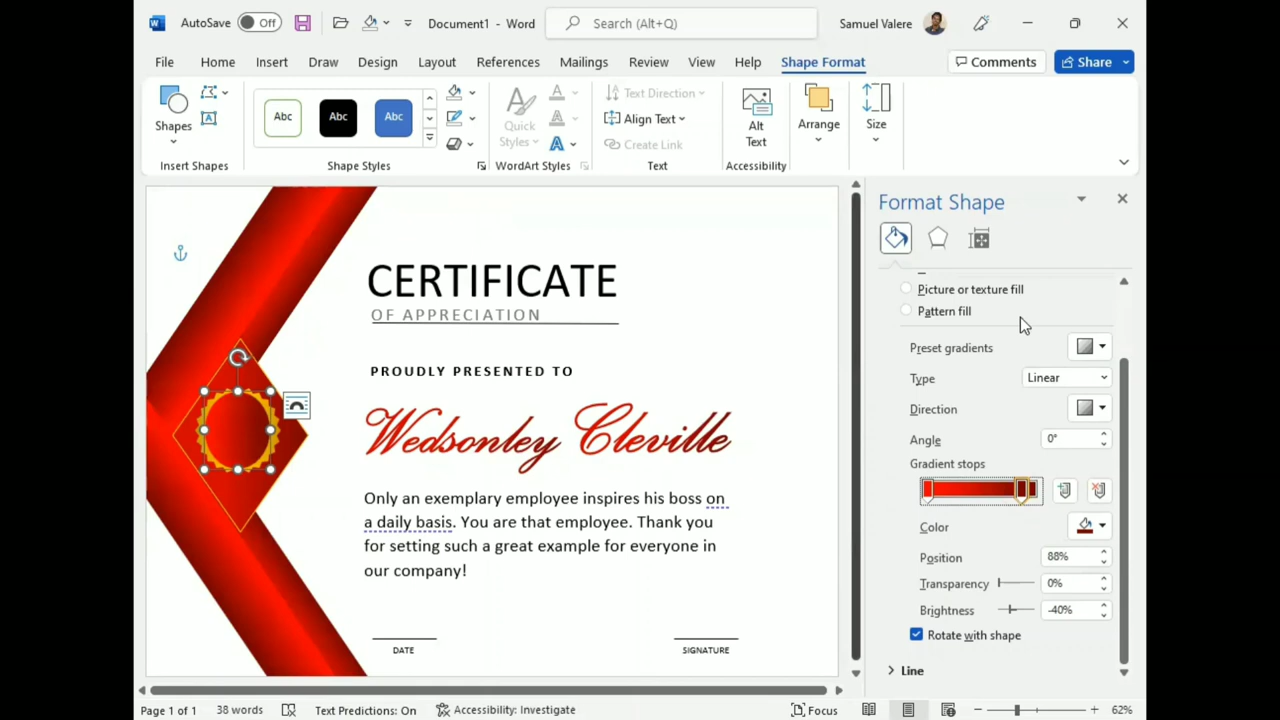 AutoSave Off Document1 - Word Search (Alt+Q) Samuel Valere
File Home Insert Draw Design Layout References Mailings Review View Help Shape Format Comments Share
Shapes
Abc Abc Abc
Quick
Styles
Text Direction
Align Text
Create Link
Alt
Text
Arrange
Size
Insert Shapes Shape Styles WordArt Styles Text Accessibility
CERTIFICATE
OF APPRECIATION
PROUDLY PRESENTED TO
Wedsonley Cleville
Only an exemplary employee inspires his boss on
a daily basis. You are that employee. Thank you
for setting such a great example for everyone in
our company!
DATE SIGNATURE
Format Shape
Picture or texture fill
Pattern fill
Preset gradients
Type Linear
Direction
Angle 0°
Gradient stops
Color
Position 88%
Transparency 0%
Brightness -40%
Rotate with shape
Line
Page 1 of 1 38 words Text Predictions: On Accessibility: Investigate Focus 62%